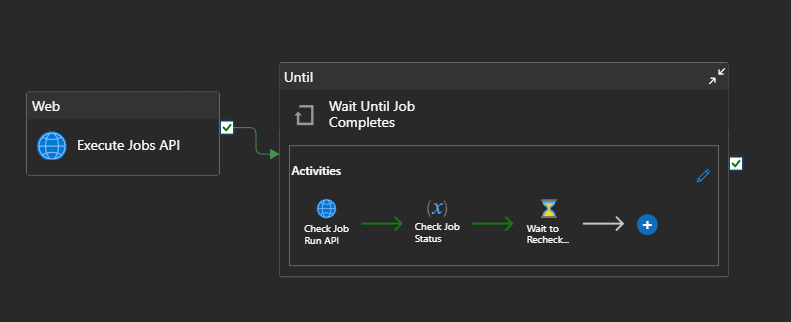 Web
Execute Jobs API
Until
Wait Until Job
Completes
Activities
Check Job
Run API
(x)
Check Job
Status
Wait to
Recheck...